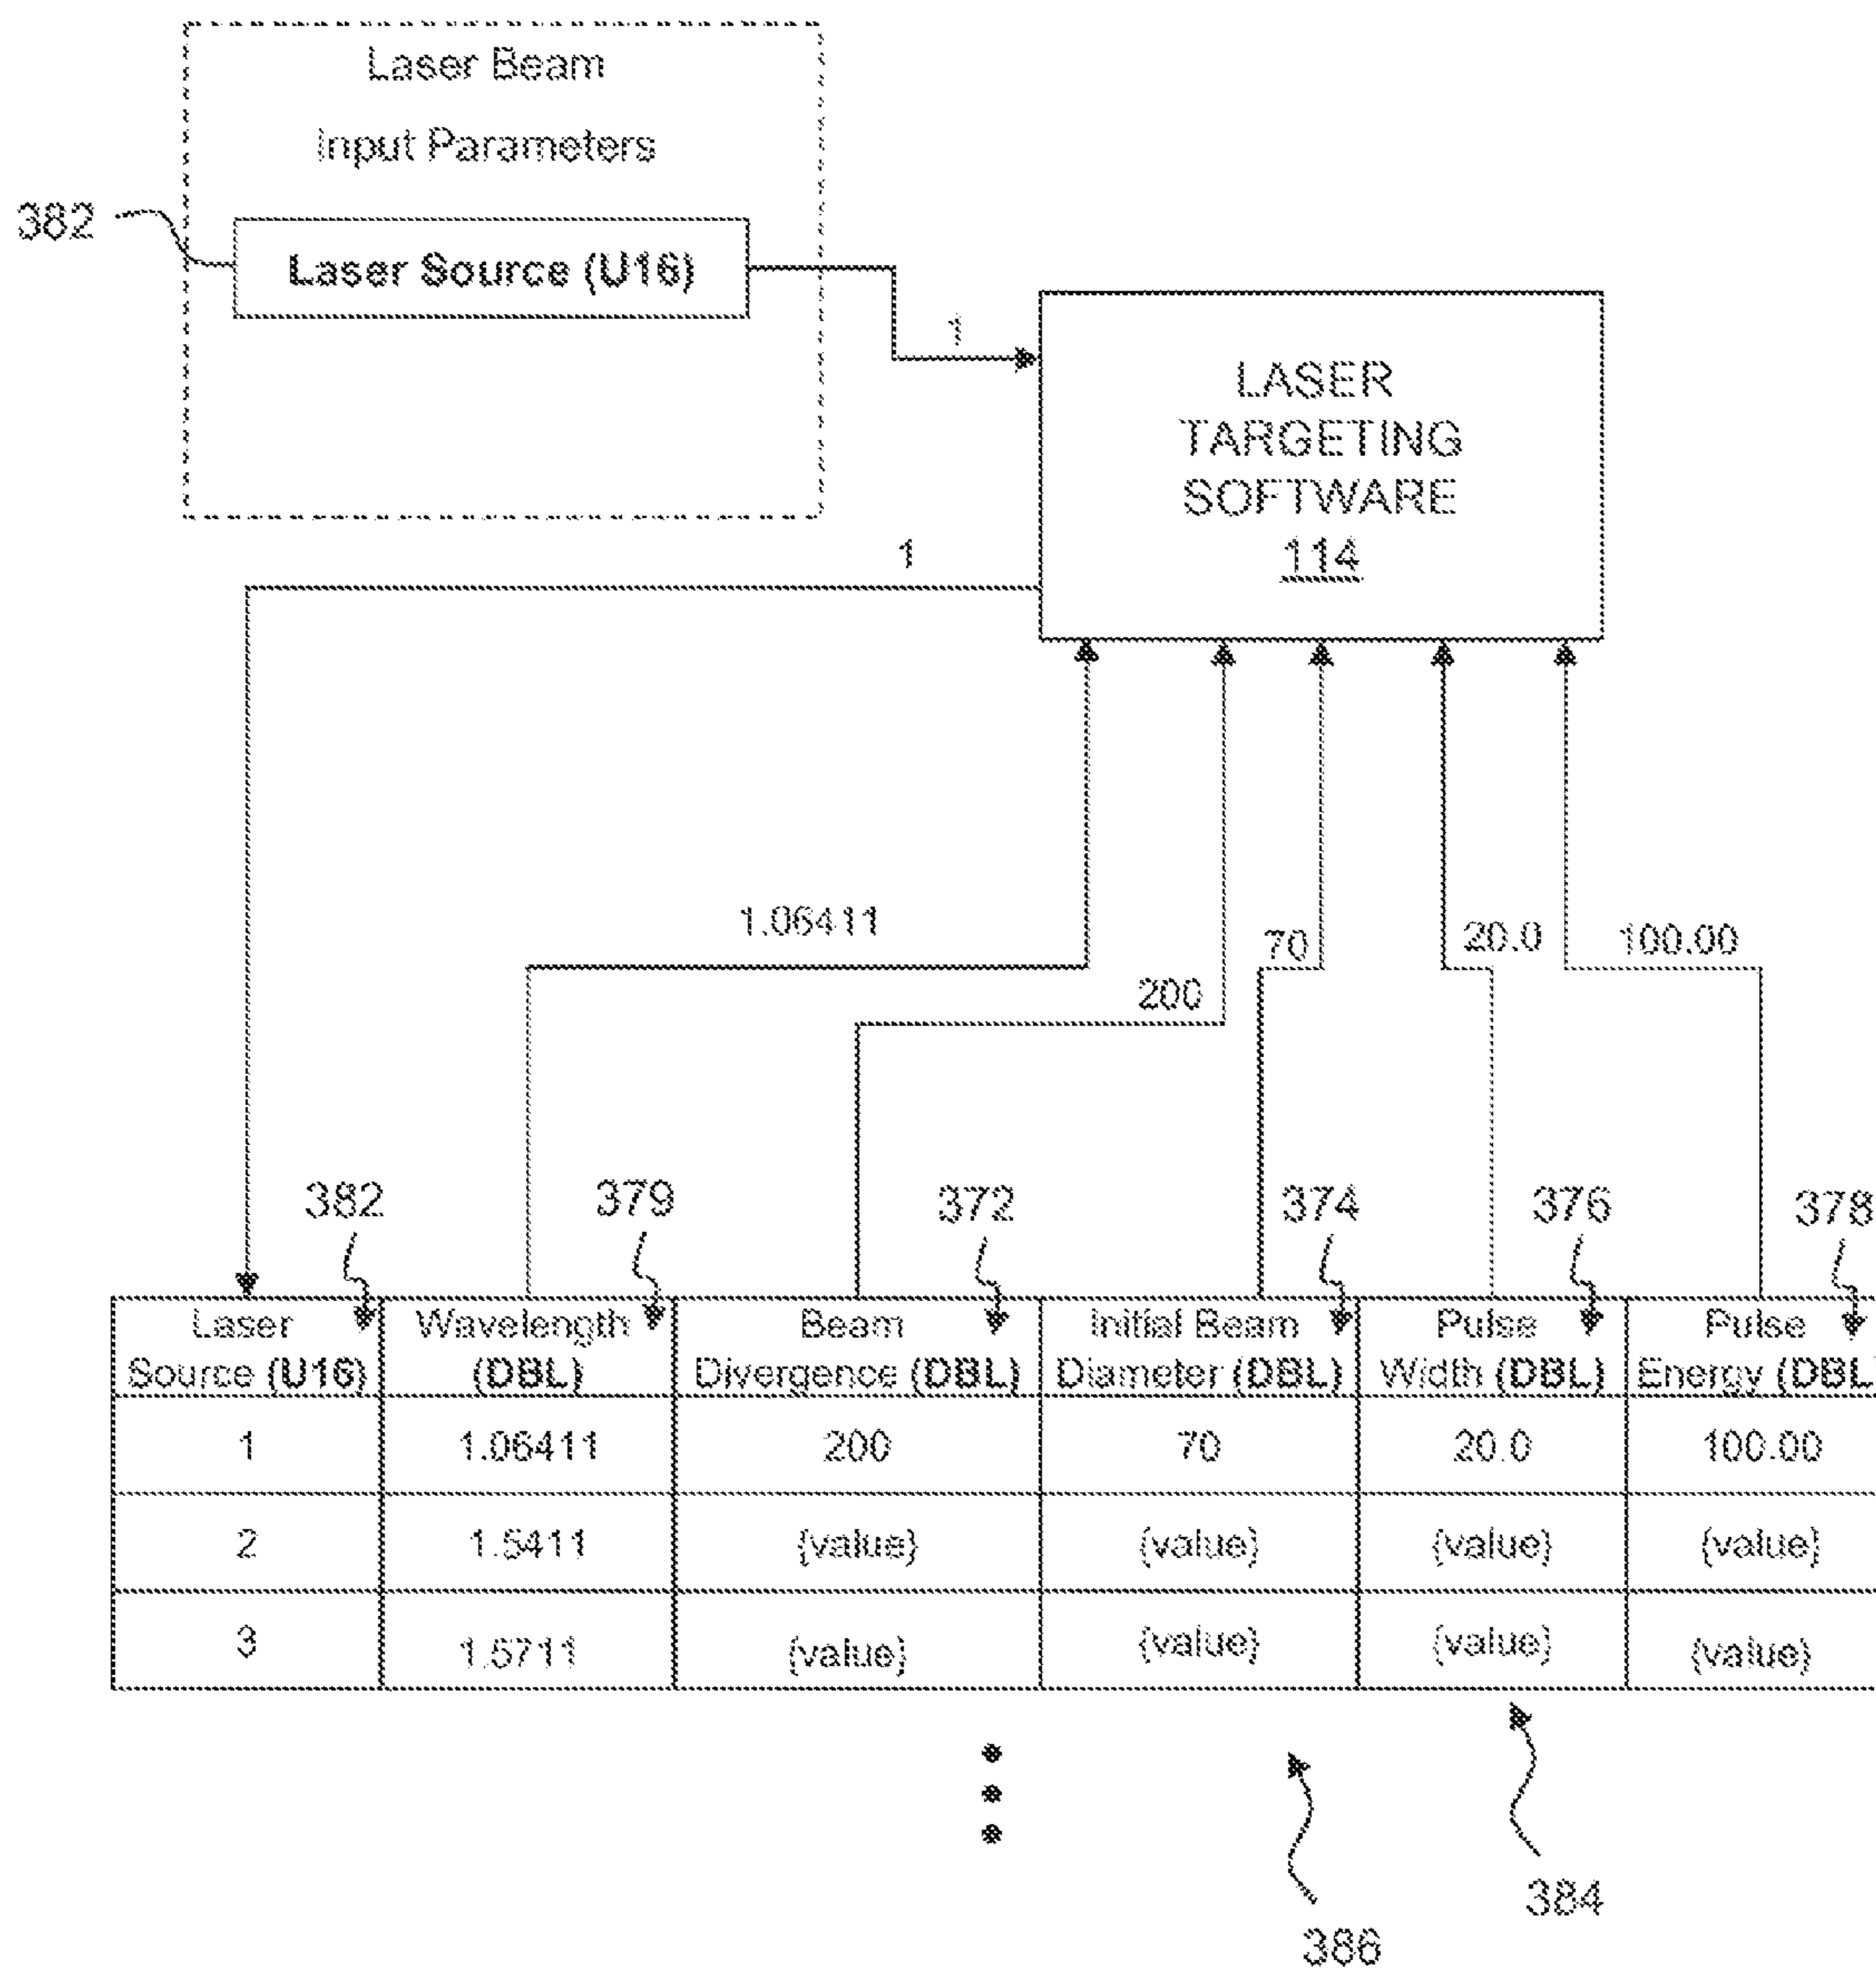 Laser Beam
Input Parameters
382
Laser Source (U16)
1
LASER
TARGETING
SOFTWARE
114
1
1.06411
70
20.0
100.00
200
382
379
372
374
376
378
Laser Source (U16)
Wavelength (DBL)
Beam Divergence (DBL)
Initial Beam Diameter (DBL)
Pulse Width (DBL)
Pulse Energy (DBL
1 1.06411 200 70 20.0 100.00
2 1.5411 {value} {value} {value} {value}
3 1.5711 {value} {value} {value} {value}
384
386